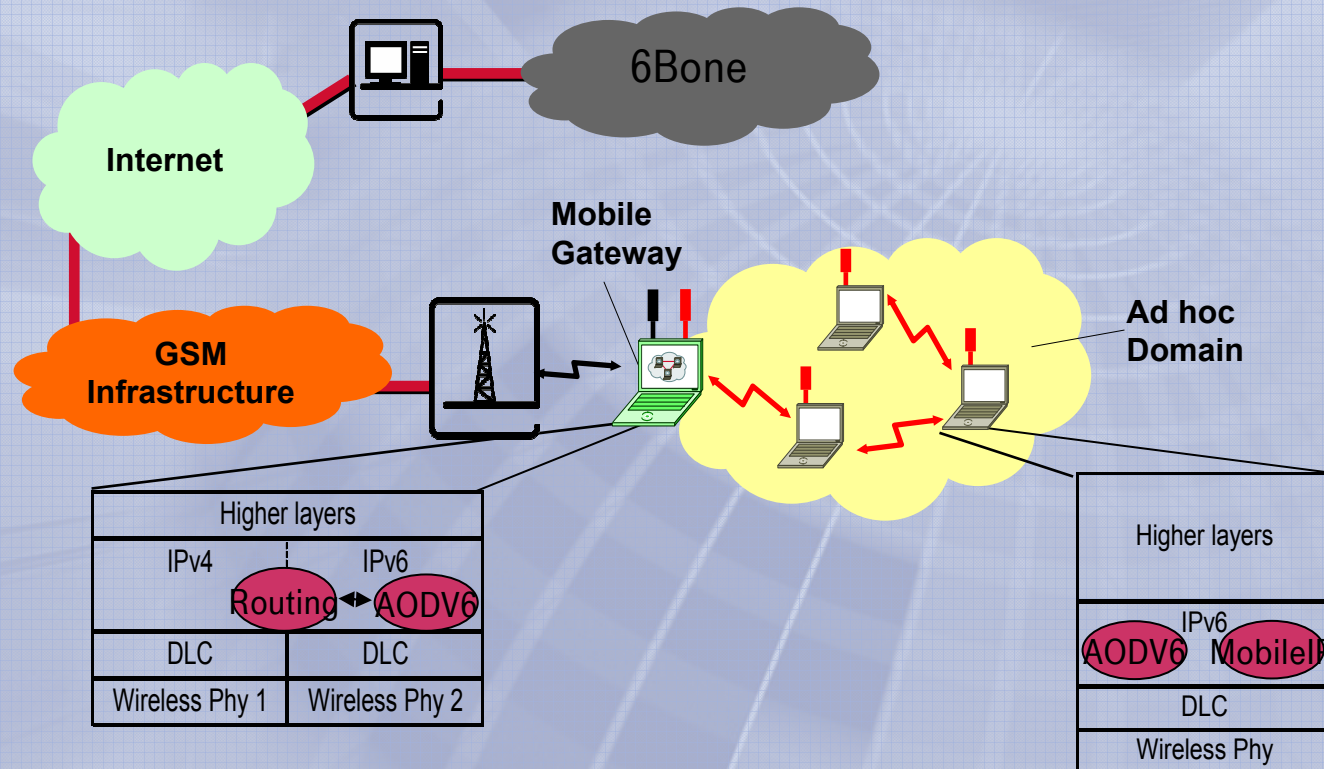 6Bone
Internet
Mobile
Gateway
Ad hoc
Domain
GSM
Infrastructure
Higher layers
IPv4
IPv6
Routing
AODV6
DLC
DLC
Wireless Phy 1
Wireless Phy 2
Higher layers
IPv6
AODV6
MobileIP
DLC
Wireless Phy